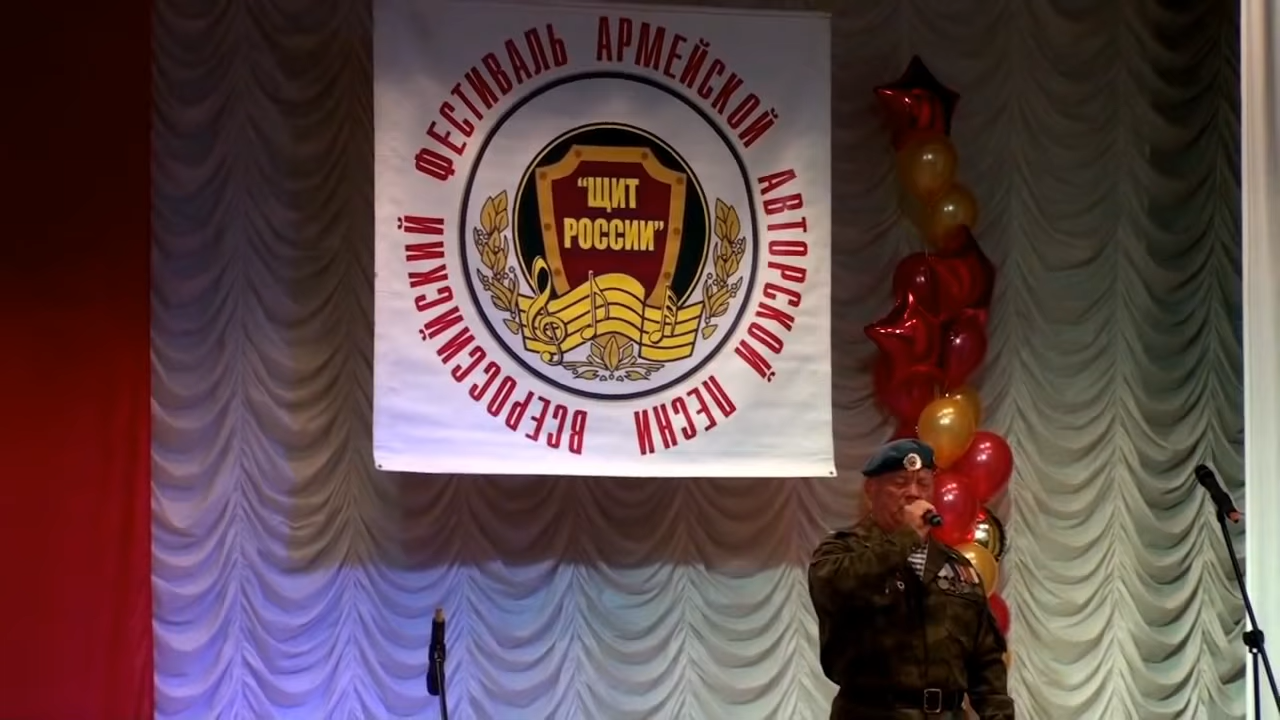 ВСЕРОССИЙСКИЙ ФЕСТИВАЛЬ АРМЕЙСКОЙ АВТОРСКОЙ ПЕСНИ
“ЩИТ
РОССИИ”